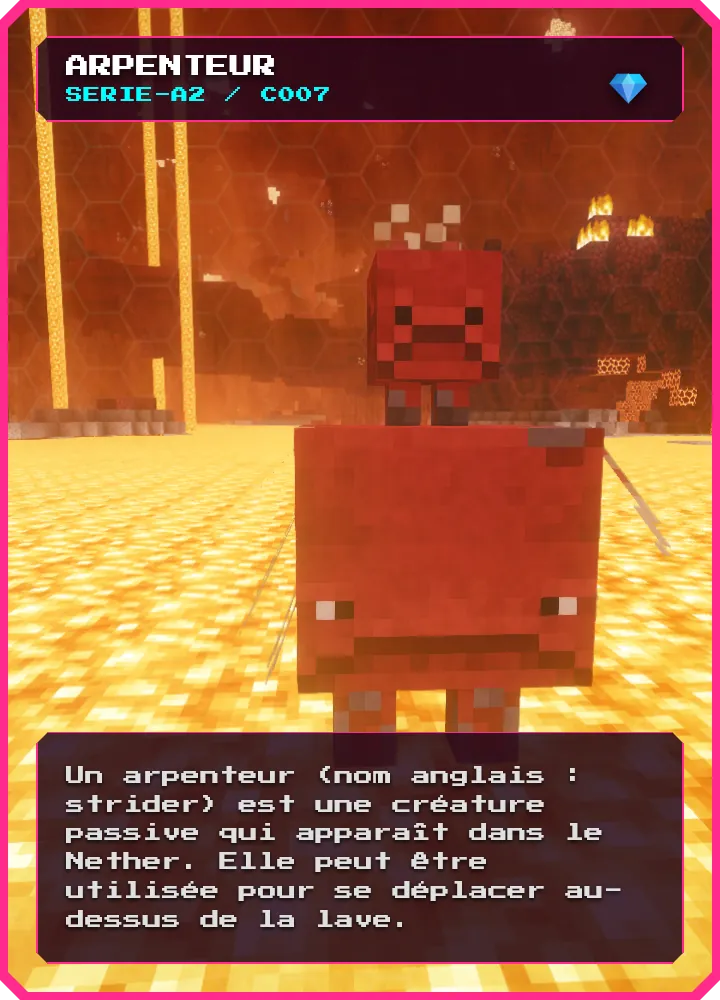 ARPENTEUR
SERIE-A2 / C007
Un arpenteur (nom anglais :
strider) est une créature
passive qui apparaît dans le
Nether. Elle peut être
utilisée pour se déplacer au-
dessus de la lave.